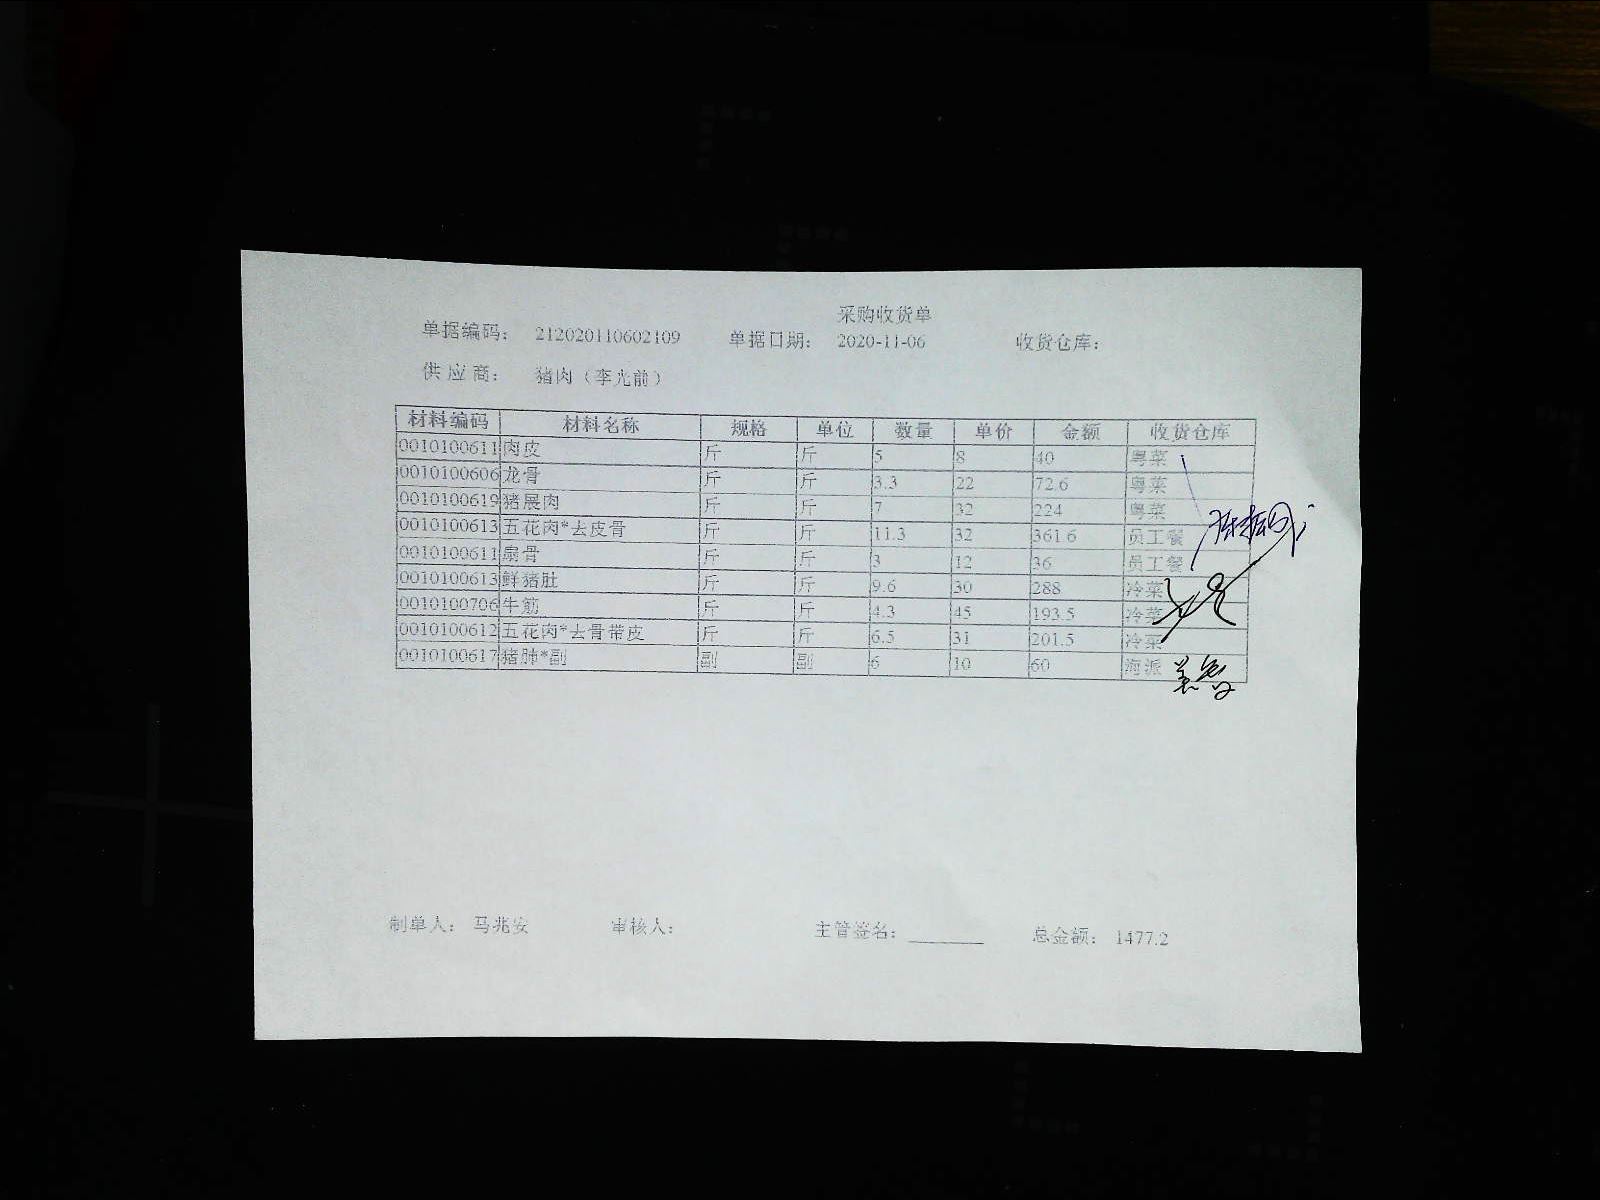 采购收货单
单据编码： 212020110602109 单据日期： 2020-11-06 收货仓库：
供应商： 猪肉（李光前）
材料编码 材料名称 规格 单位 数量 单价 金额 收货仓库
0010100611 肉皮 斤 斤 5 8 40 粤菜
0010100606 龙骨 斤 斤 3.3 22 72.6 粤菜
0010100619 猪展肉 斤 斤 7 32 224 粤菜
0010100613 五花肉*去皮骨 斤 斤 11.3 32 361.6 员工餐
0010100611 扇骨 斤 斤 3 12 36 员工餐
0010100613 鲜猪肚 斤 斤 9.6 30 288 冷菜
0010100706 牛筋 斤 斤 4.3 45 193.5 冷菜
0010100612 五花肉*去骨带皮 斤 斤 6.5 31 201.5 冷菜
0010100617 猪肺*副 副 副 6 10 60 海派
制单人： 马兆安 审核人： 主管签名： 总金额： 1477.2